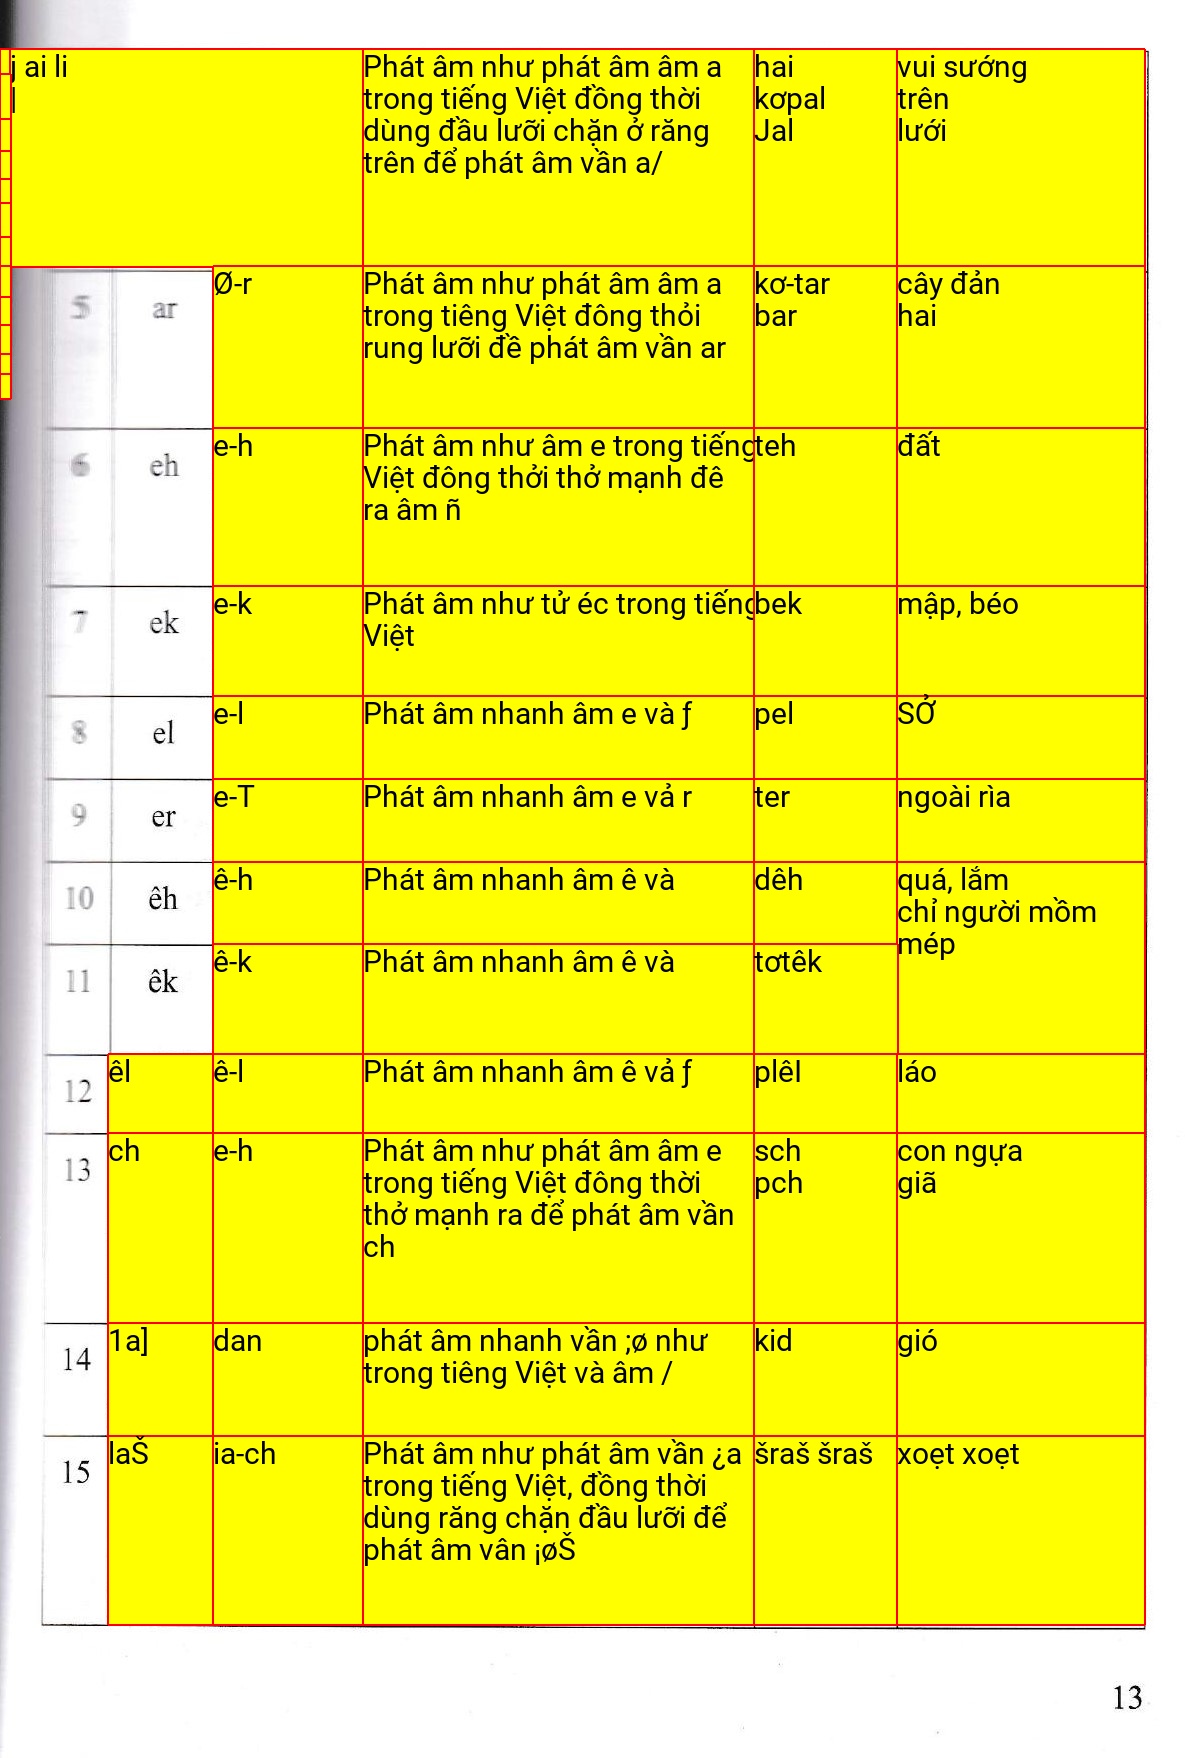 j ai li
l
Phát âm như phát âm âm a
trong tiếng Việt đồng thời
dùng đầu lưỡi chặn ở răng
trên để phát âm vần a/
hai
kơpal
Jal
vui sướng
trên
lưới
5 ar Ø-r
Phát âm như phát âm âm a
trong tiêng Việt đông thỏi
rung lưỡi đề phát âm vần ar
kơ-tar
bar
cây đản
hai
6 eh e-h
Phát âm như âm e trong tiếng
Việt đông thởi thở mạnh đê
ra âm ñ
teh
đất
7 ek e-k
Phát âm như tử éc trong tiếng
Việt
bek
mập, béo
8 el e-l Phát âm nhanh âm e và ƒ pel SỞ
9 er e-T Phát âm nhanh âm e vả r ter ngoài rìa
10 êh ê-h Phát âm nhanh âm ê và dêh quá, lắm
chỉ người mồm
mép
11 êk ê-k Phát âm nhanh âm ê và tơtêk
12 êl ê-l Phát âm nhanh âm ê vả ƒ plêl láo
13 ch e-h
Phát âm như phát âm âm e
trong tiếng Việt đông thời
thở mạnh ra để phát âm vần
ch
sch
pch
con ngựa
giã
14 1a] dan
phát âm nhanh vần ;ø như
trong tiêng Việt và âm /
kid
gió
15 laŠ ia-ch
Phát âm như phát âm vần ¿a
trong tiếng Việt, đồng thời
dùng răng chặn đầu lưỡi để
phát âm vân ¡øŠ
šraš šraš
xoẹt xoẹt
13